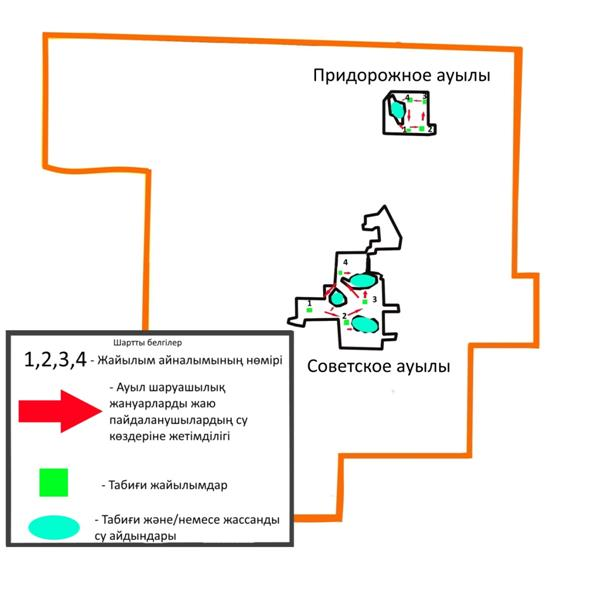 Придорожное ауылы
4 3
1 2
4
1
3
2
Советское ауылы
Шартты белгілер
1,2,3,4 - Жайылым айналымының нөмірі
- Ауыл шаруашылық
жануарларды жаю
пайдаланушылардың су
көздеріне жетімділігі
- Табиғи жайылымдар
- Табиғи және/немесе жассанды
су айдындары